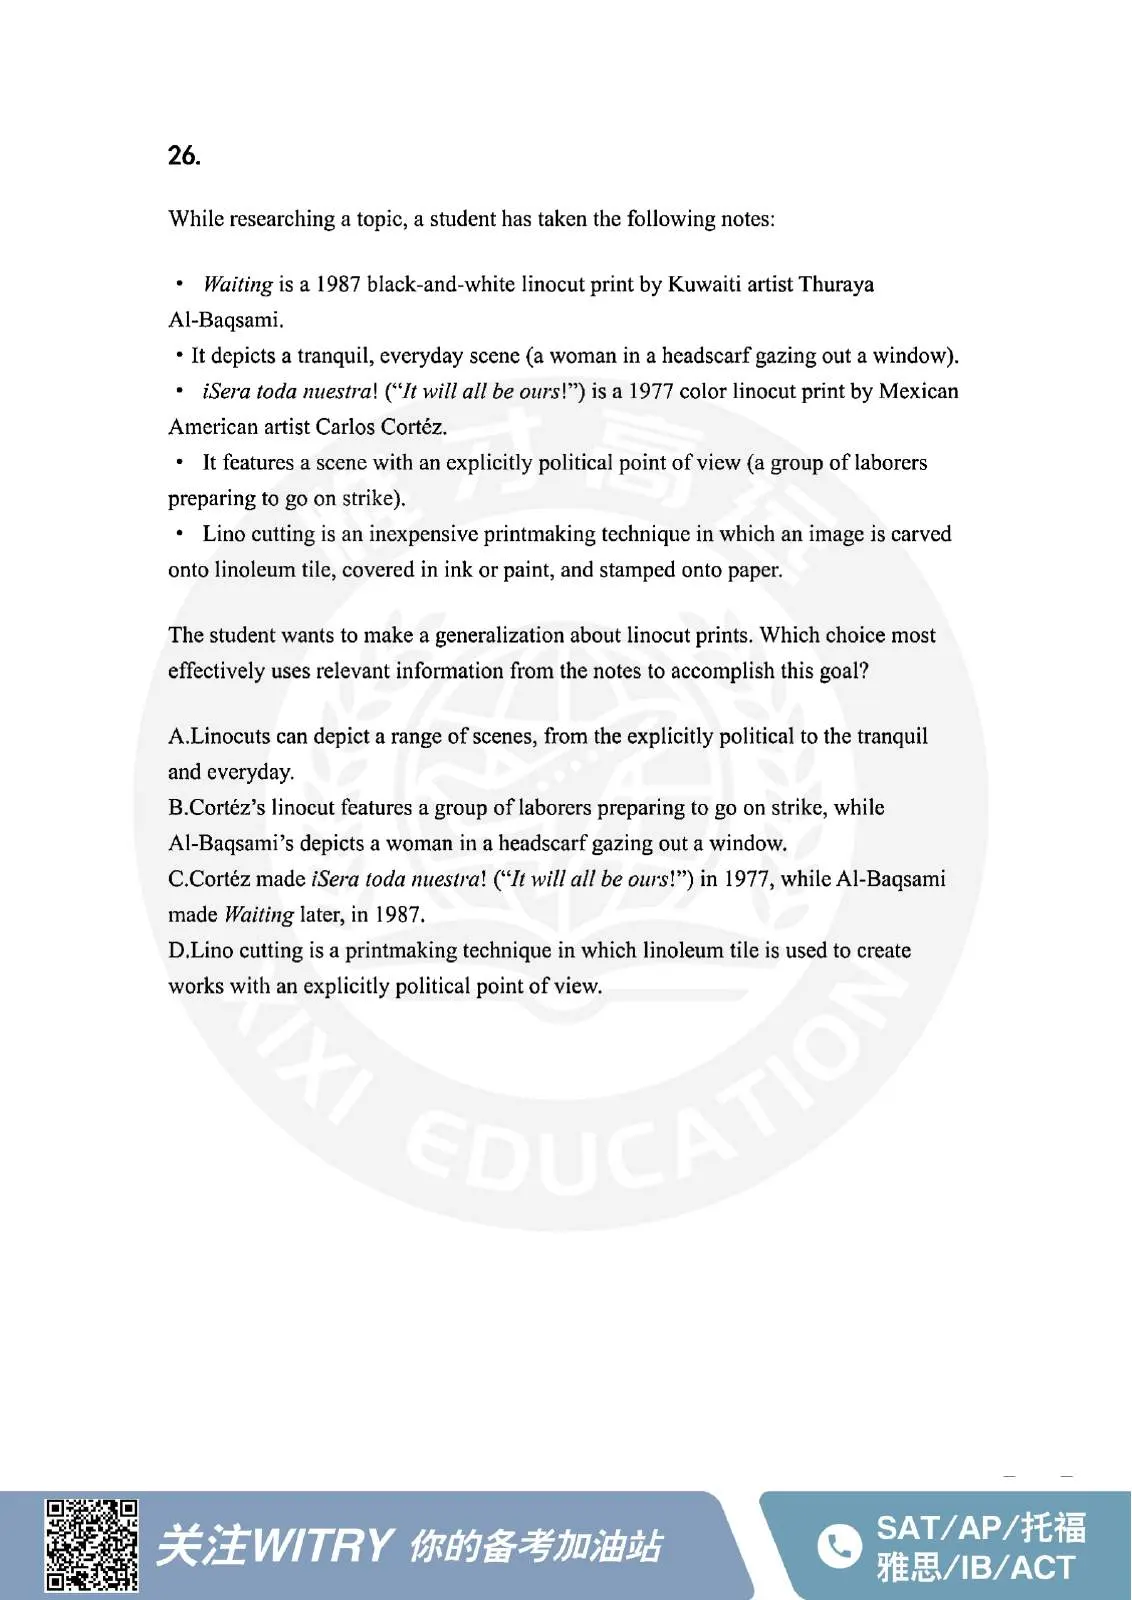 26.
While researching a topic, a student has taken the following notes:
• Waiting is a 1987 black-and-white linocut print by Kuwaiti artist Thuraya
Al-Baqsami.
• It depicts a tranquil, everyday scene (a woman in a headscarf gazing out a window).
• iSera toda nuestra! (“It will all be ours!”) is a 1977 color linocut print by Mexican
American artist Carlos Cortéz.
• It features a scene with an explicitly political point of view (a group of laborers
preparing to go on strike).
• Lino cutting is an inexpensive printmaking technique in which an image is carved
onto linoleum tile, covered in ink or paint, and stamped onto paper.
The student wants to make a generalization about linocut prints. Which choice most
effectively uses relevant information from the notes to accomplish this goal?
A.Linocuts can depict a range of scenes, from the explicitly political to the tranquil
and everyday.
B.Cortéz’s linocut features a group of laborers preparing to go on strike, while
Al-Baqsami’s depicts a woman in a headscarf gazing out a window.
C.Cortéz made iSera toda nuestra! (“It will all be ours!”) in 1977, while Al-Baqsami
made Waiting later, in 1987.
D.Lino cutting is a printmaking technique in which linoleum tile is used to create
works with an explicitly political point of view.
XIXI EDUCATION
关注WITRY 你的备考加油站
SAT/AP/托福
雅思/IB/ACT